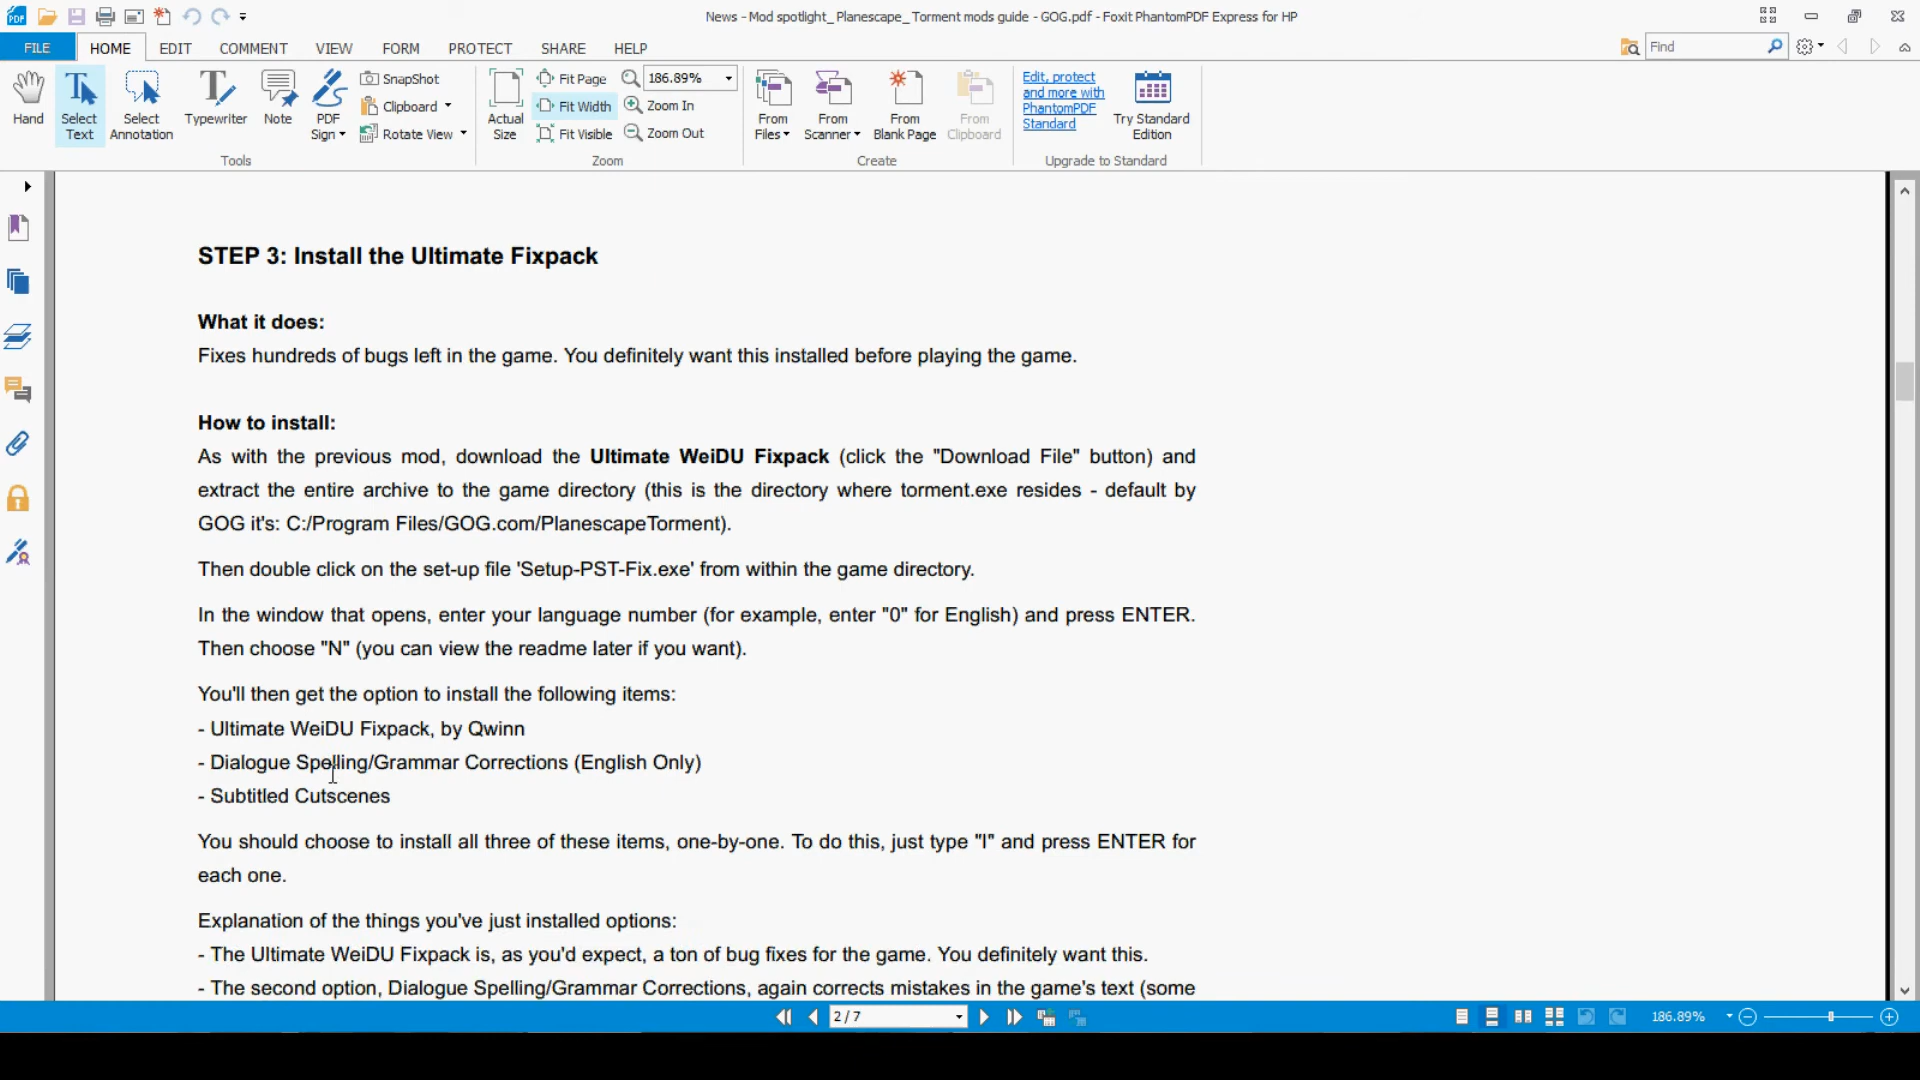 News - Mod spotlight_ Planescape_ Torment mods guide - GOG.pdf - Foxit PhantomPDF Express for HP
FILE HOME EDIT COMMENT VIEW FORM PROTECT SHARE HELP
Find
Hand
Select Text
Select Annotation
Typewriter
Note
PDF Sign
SnapShot
Clipboard
Rotate View
Tools
Actual Size
Fit Page
Fit Width
Fit Visible
186.89%
Zoom In
Zoom Out
Zoom
From Files
From Scanner
From Blank Page
From Clipboard
Create
Edit, protect
and more with
PhantomPDF
Standard
Try Standard Edition
Upgrade to Standard
STEP 3: Install the Ultimate Fixpack
What it does:
Fixes hundreds of bugs left in the game. You definitely want this installed before playing the game.
How to install:
As with the previous mod, download the Ultimate WeiDU Fixpack (click the "Download File" button) and
extract the entire archive to the game directory (this is the directory where torment.exe resides - default by
GOG it's: C:/Program Files/GOG.com/PlanescapeTorment).
Then double click on the set-up file 'Setup-PST-Fix.exe' from within the game directory.
In the window that opens, enter your language number (for example, enter "0" for English) and press ENTER.
Then choose "N" (you can view the readme later if you want).
You'll then get the option to install the following items:
- Ultimate WeiDU Fixpack, by Qwinn
- Dialogue Spelling/Grammar Corrections (English Only)
- Subtitled Cutscenes
You should choose to install all three of these items, one-by-one. To do this, just type "I" and press ENTER for
each one.
Explanation of the things you've just installed options:
- The Ultimate WeiDU Fixpack is, as you'd expect, a ton of bug fixes for the game. You definitely want this.
- The second option, Dialogue Spelling/Grammar Corrections, again corrects mistakes in the game's text (some
2 / 7
186.89%